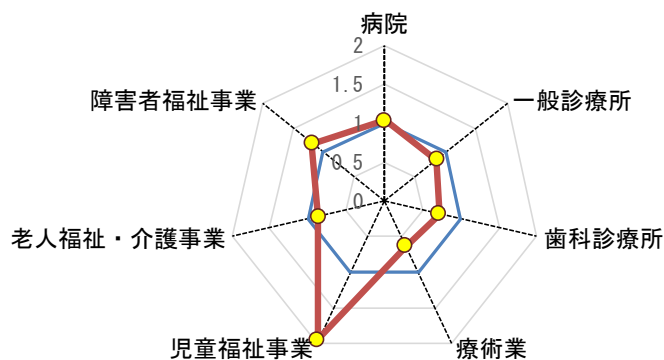 病院
2
障害者福祉事業
1.5
一般診療所
1
0.5
0
老人福祉・介護事業
歯科診療所
児童福祉事業
療術業